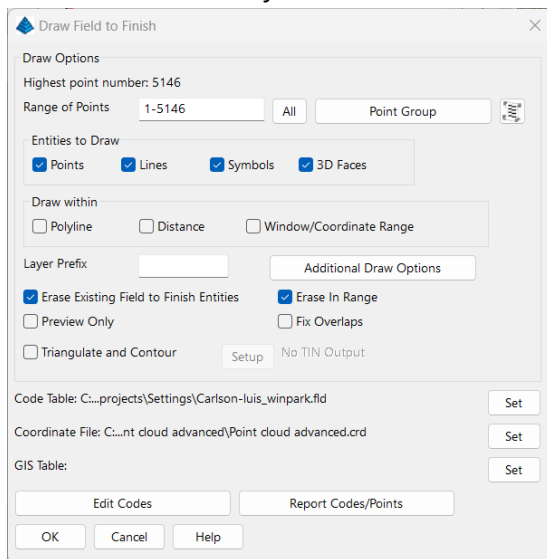 Draw Field to Finish
Draw Options
Highest point number: 5146
Range of Points 1-5146 All Point Group
Entities to Draw
Points Lines Symbols 3D Faces
Draw within
Polyline Distance Window/Coordinate Range
Layer Prefix Additional Draw Options
Erase Existing Field to Finish Entities Erase In Range
Preview Only Fix Overlaps
Triangulate and Contour Setup No TIN Output
Code Table: C:...projects\Settings\Carlson-luis_winpark.fld Set
Coordinate File: C:...nt cloud advanced\Point cloud advanced.crd Set
GIS Table: Set
Edit Codes Report Codes/Points
OK Cancel Help